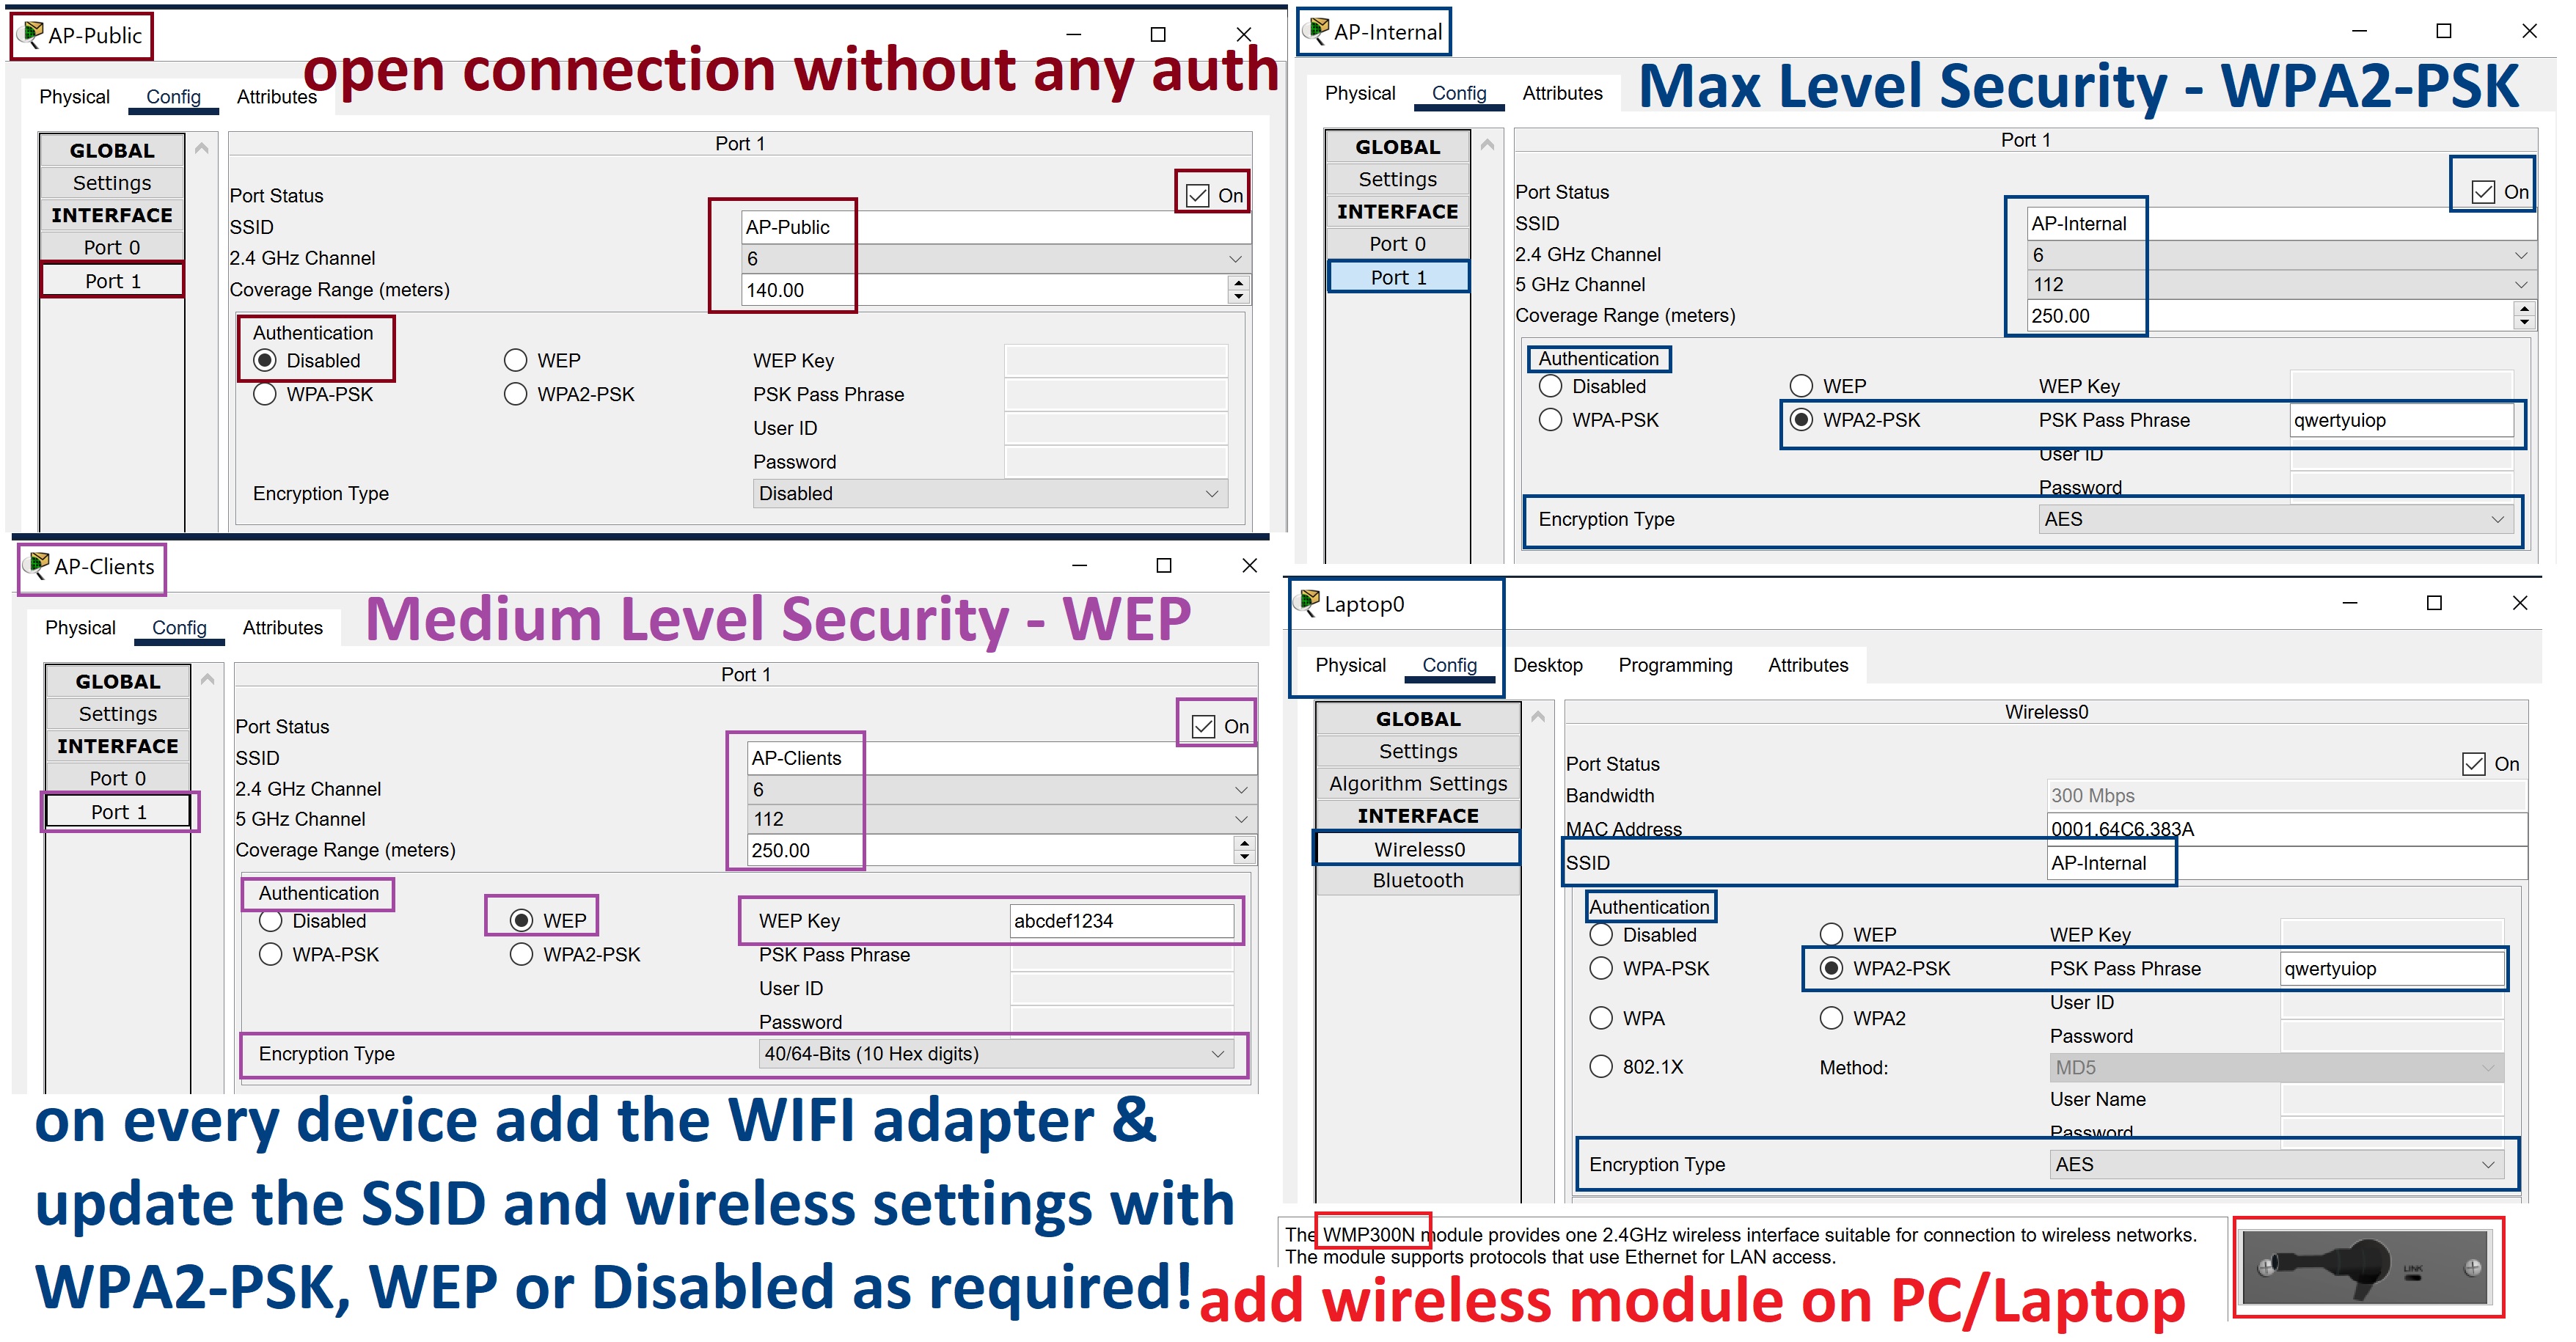 AP-Public
open connection without any auth
Physical Config Attributes
GLOBAL
Settings
INTERFACE
Port 0
Port 1
Port 1
Port Status On
SSID AP-Public
2.4 GHz Channel 6
Coverage Range (meters) 140.00
Authentication
Disabled WEP WEP Key
WPA-PSK WPA2-PSK PSK Pass Phrase
User ID
Password
Encryption Type Disabled
AP-Internal
Max Level Security - WPA2-PSK
Physical Config Attributes
GLOBAL
Settings
INTERFACE
Port 0
Port 1
Port 1
Port Status On
SSID AP-Internal
2.4 GHz Channel 6
5 GHz Channel 112
Coverage Range (meters) 250.00
Authentication
Disabled WEP WEP Key
WPA-PSK WPA2-PSK PSK Pass Phrase qwertyuiop
User ID
Password
Encryption Type AES
AP-Clients
Medium Level Security - WEP
Physical Config Attributes
GLOBAL
Settings
INTERFACE
Port 0
Port 1
Port 1
Port Status On
SSID AP-Clients
2.4 GHz Channel 6
5 GHz Channel 112
Coverage Range (meters) 250.00
Authentication
Disabled WEP WEP Key abcdef1234
WPA-PSK WPA2-PSK PSK Pass Phrase
User ID
Password
Encryption Type 40/64-Bits (10 Hex digits)
Laptop0
Physical Config Desktop Programming Attributes
GLOBAL
Settings
Algorithm Settings
INTERFACE
Wireless0
Bluetooth
Wireless0
Port Status On
Bandwidth 300 Mbps
MAC Address 0001.64C6.383A
SSID AP-Internal
Authentication
Disabled WEP WEP Key
WPA-PSK WPA2-PSK PSK Pass Phrase qwertyuiop
User ID
WPA WPA2
Password
802.1X Method: MD5
User Name
Password
Encryption Type AES
on every device add the WIFI adapter &
update the SSID and wireless settings with
WPA2-PSK, WEP or Disabled as required!
The WMP300N module provides one 2.4GHz wireless interface suitable for connection to wireless networks.
The module supports protocols that use Ethernet for LAN access.
LINK
add wireless module on PC/Laptop